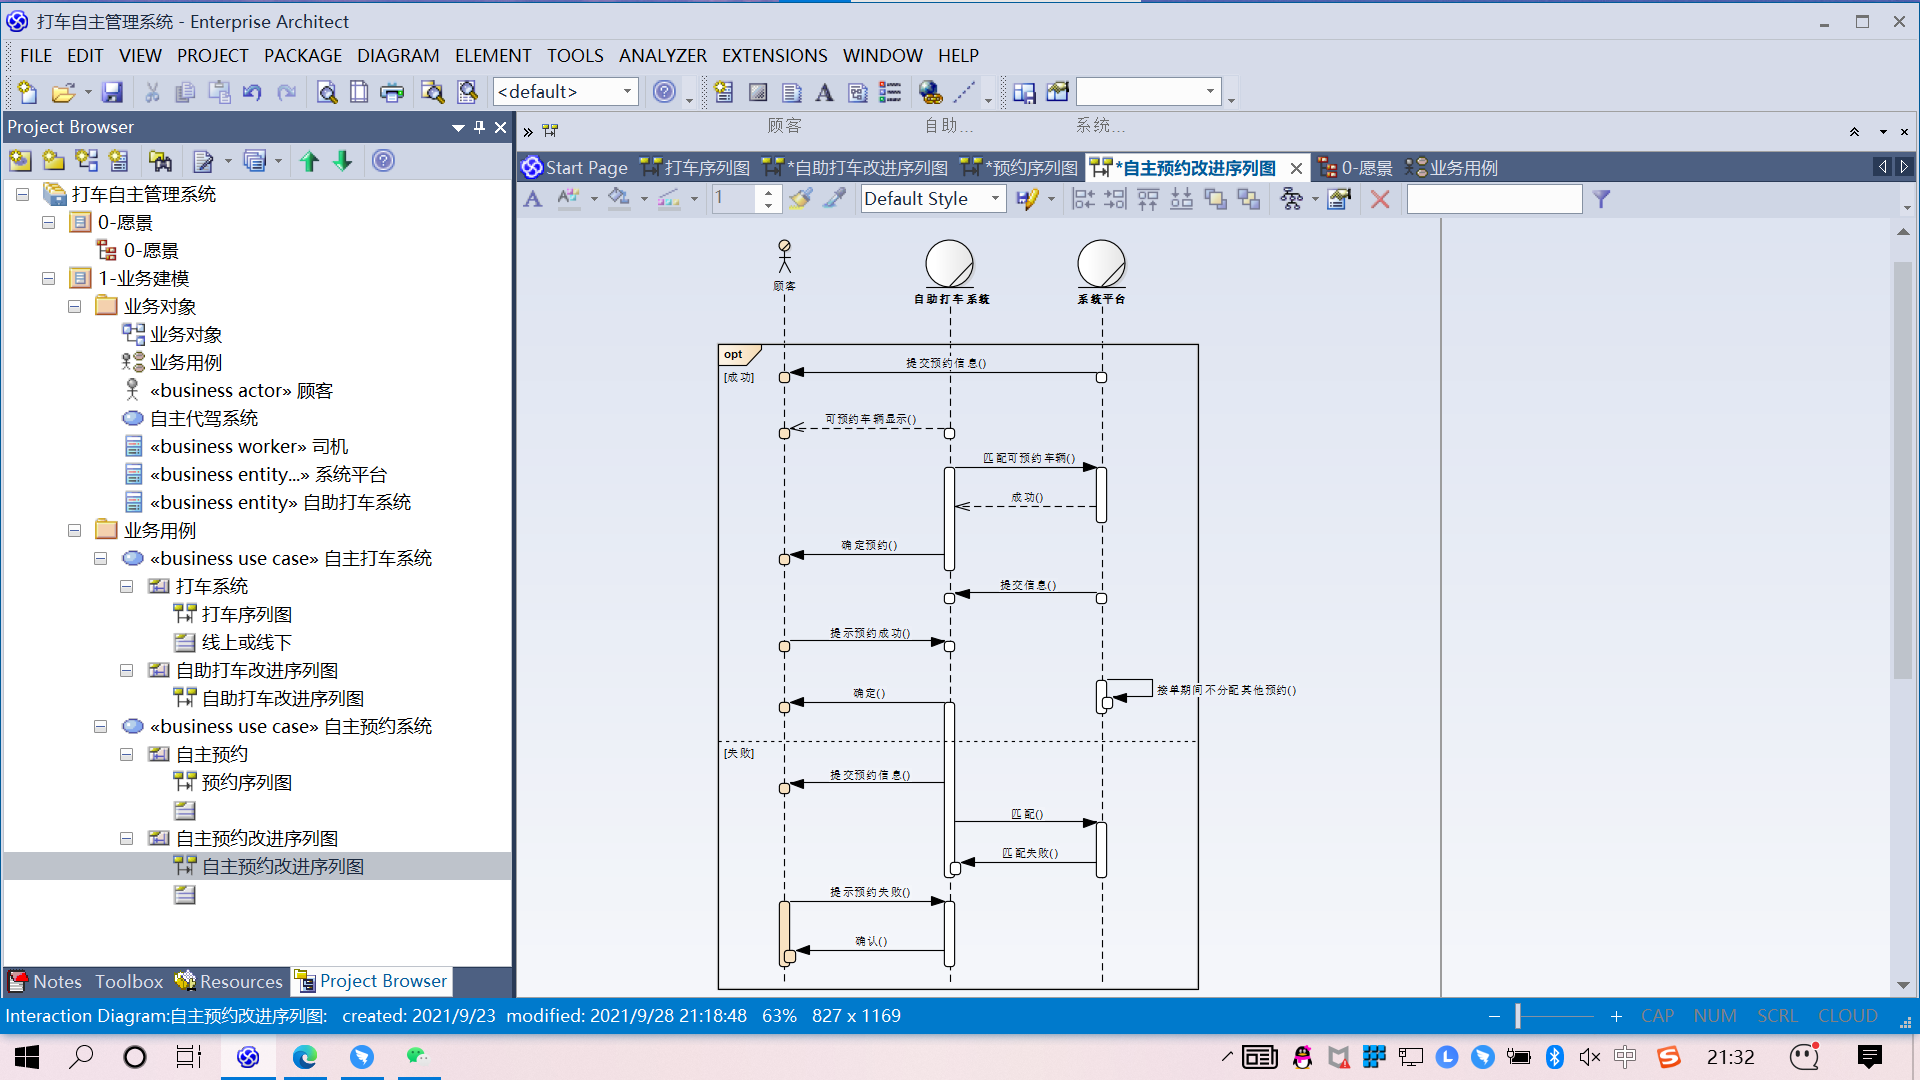 打车自主管理系统 - Enterprise Architect
FILE EDIT VIEW PROJECT PACKAGE DIAGRAM ELEMENT TOOLS ANALYZER EXTENSIONS WINDOW HELP
<default>
Project Browser
顾客 自助... 系统...
Start Page 打车序列图 *自助打车改进序列图 *预约序列图 *自主预约改进序列图 0-愿景 业务用例
1 Default Style
打车自主管理系统
0-愿景
0-愿景
1-业务建模
业务对象
业务对象
业务用例
«business actor» 顾客
自主代驾系统
«business worker» 司机
«business entity...» 系统平台
«business entity» 自助打车系统
业务用例
«business use case» 自主打车系统
打车系统
打车序列图
线上或线下
自助打车改进序列图
自助打车改进序列图
«business use case» 自主预约系统
自主预约
预约序列图
自主预约改进序列图
自主预约改进序列图
Notes Toolbox Resources Project Browser
顾客
自助打车系统
系统平台
opt
[成功]
提交预约信息()
可预约车辆显示()
匹配可预约车辆()
成功()
确定预约()
提交信息()
提示预约成功()
接单期间不分配其他预约()
确定()
[失败]
提交预约信息()
匹配()
匹配失败()
提示预约失败()
确认()
Interaction Diagram:自主预约改进序列图: created: 2021/9/23 modified: 2021/9/28 21:18:48 63% 827 x 1169
CAP NUM SCRL CLOUD
中 21:32